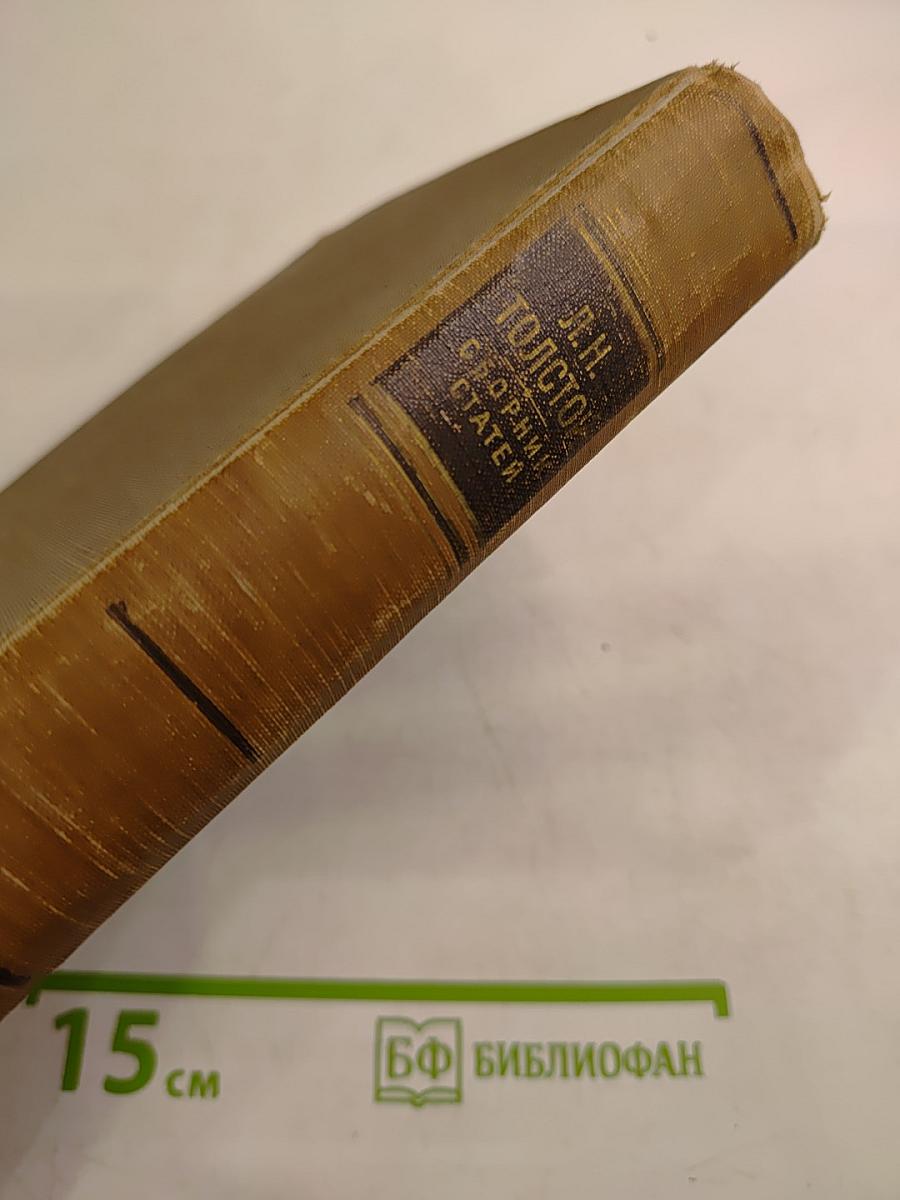 Л.Н.
ТОЛСТОЙ
СБОРНИК
СТАТЕЙ
15 см
БФ БИБЛИОФАН